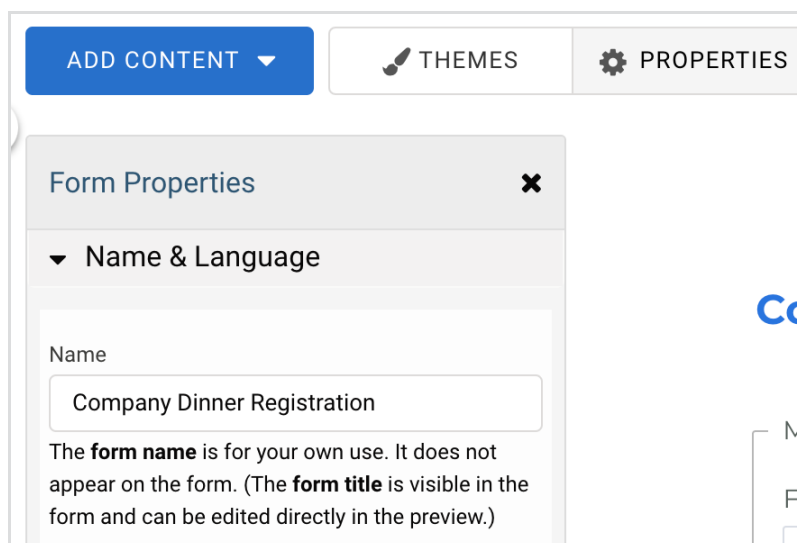 ADD CONTENT
THEMES
PROPERTIES
Form Properties
Name & Language
Name
Company Dinner Registration
The form name is for your own use. It does not
appear on the form. (The form title is visible in the
form and can be edited directly in the preview.)